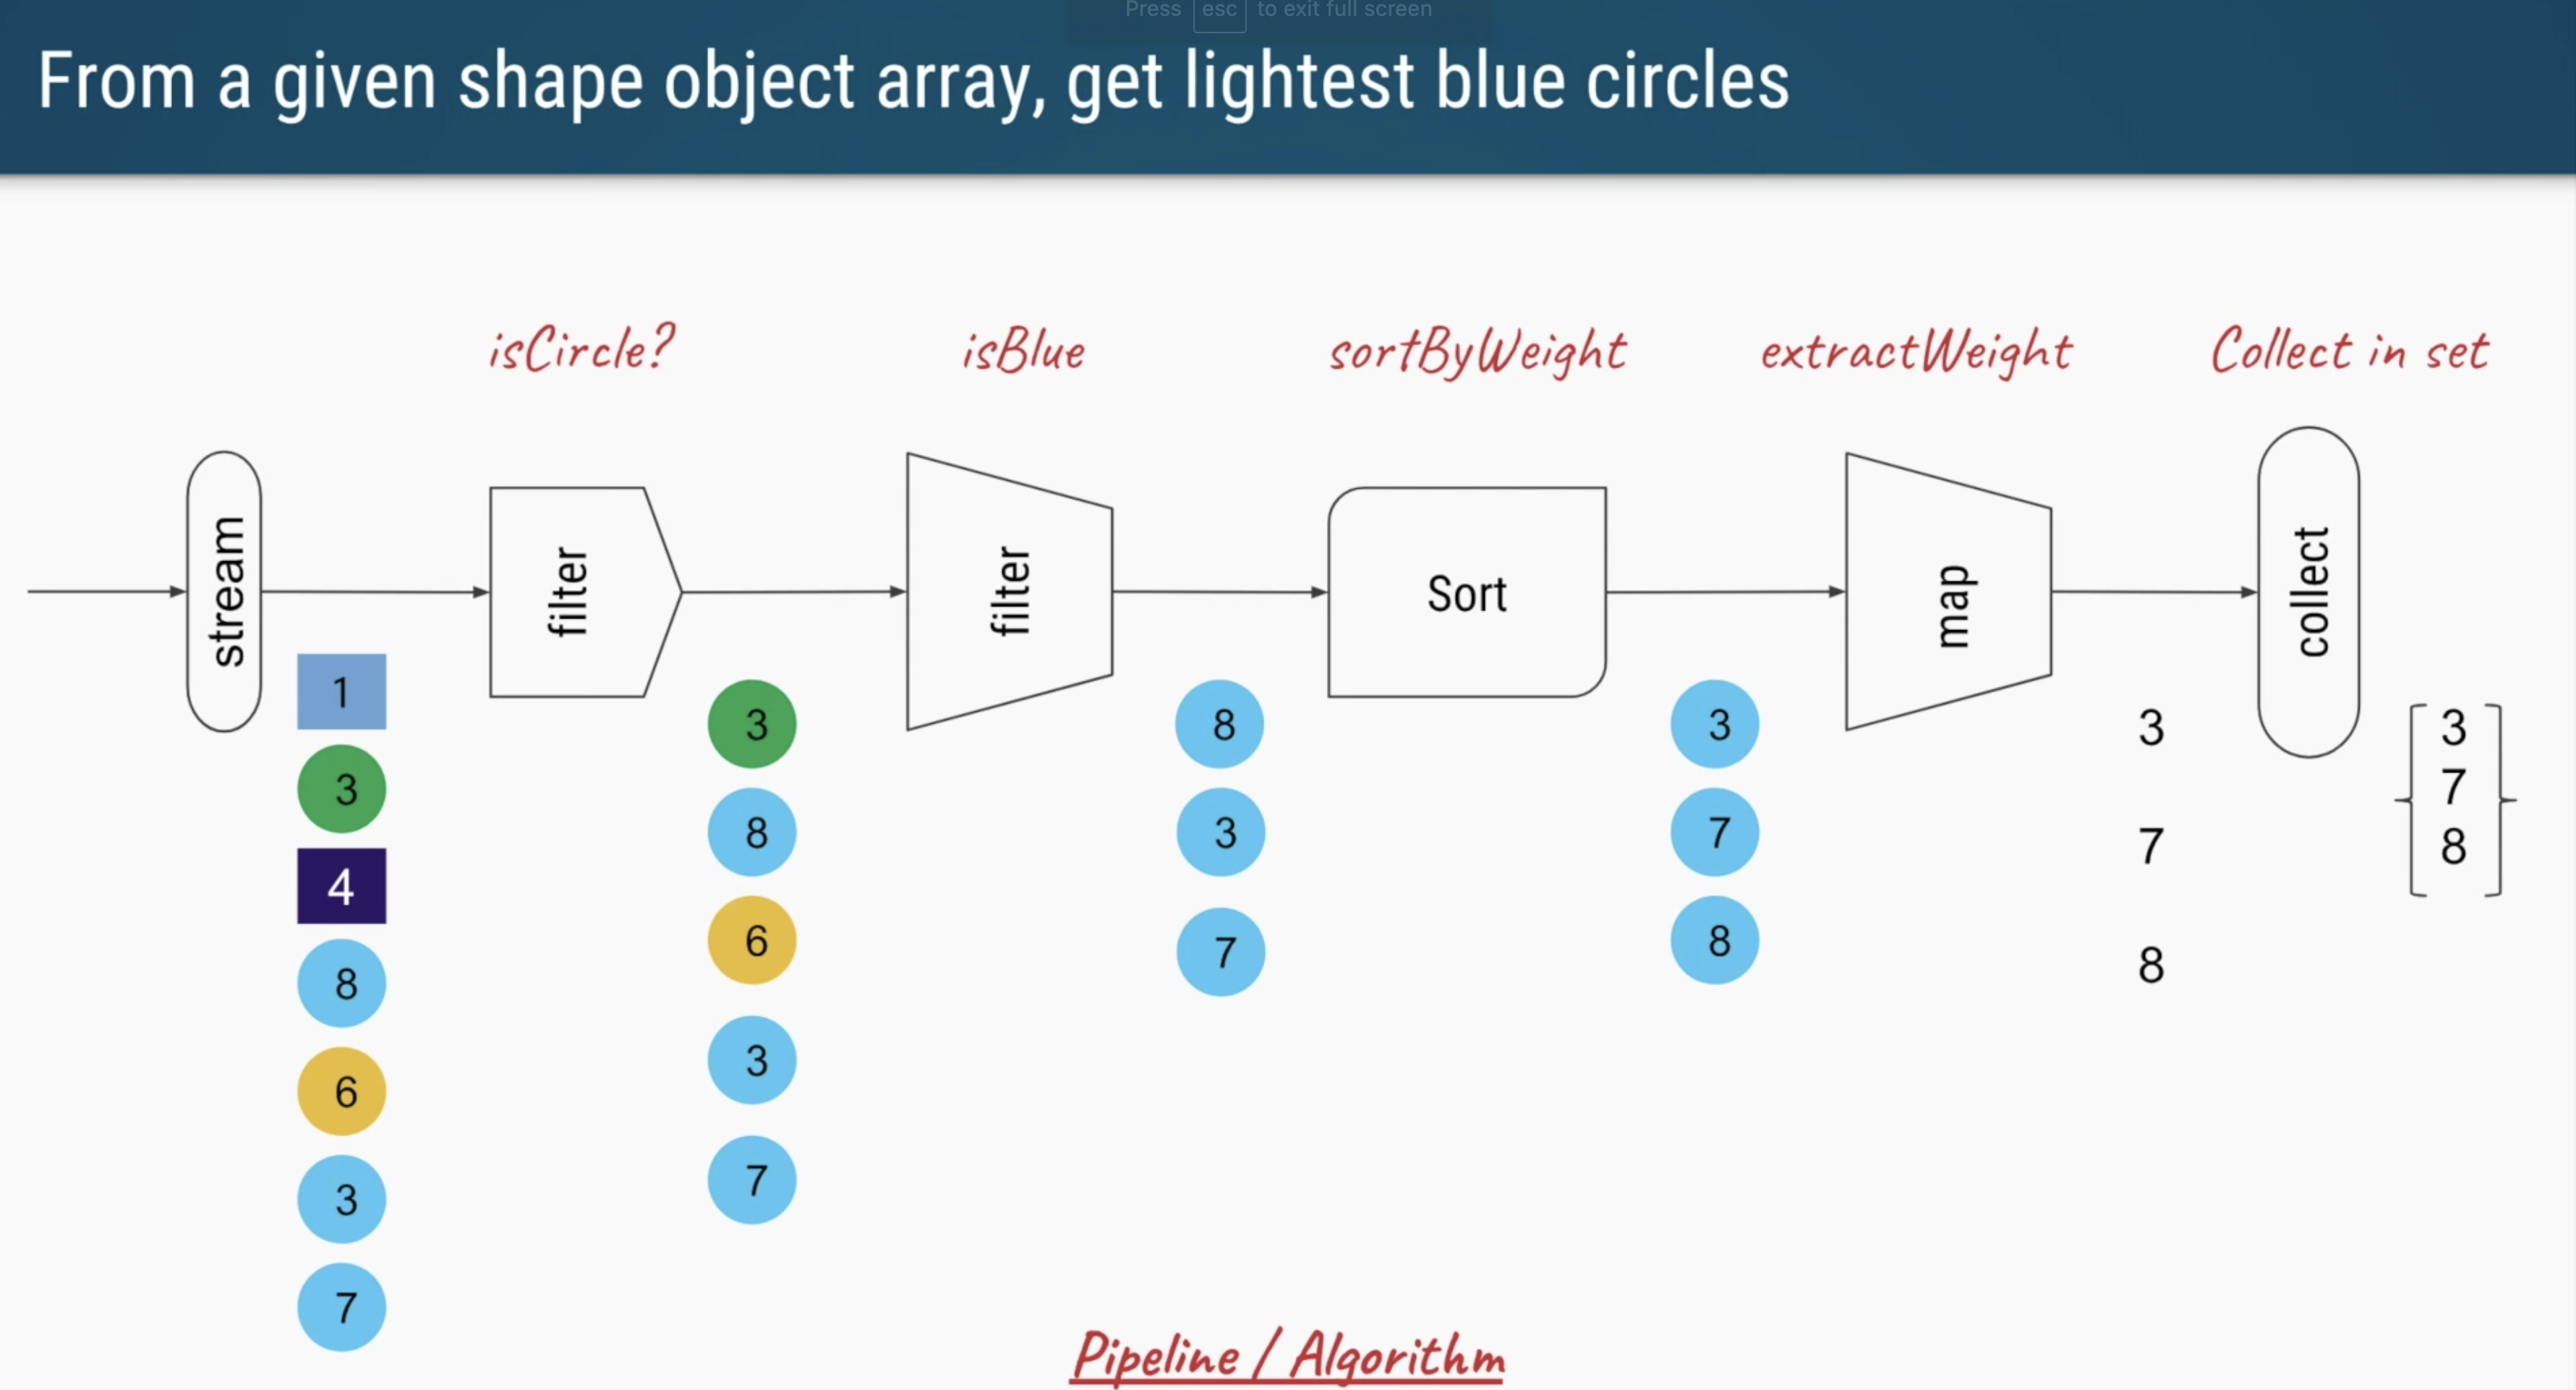 Press esc to exit full screen
From a given shape object array, get lightest blue circles
isCircle?
isBlue
sortByWeight
extractWeight
Collect in set
stream
filter
filter
Sort
map
collect
1
3
4
8
6
3
7
3
8
6
3
7
8
3
7
3
7
8
3
7
8
3
7
8
Pipeline / Algorithm